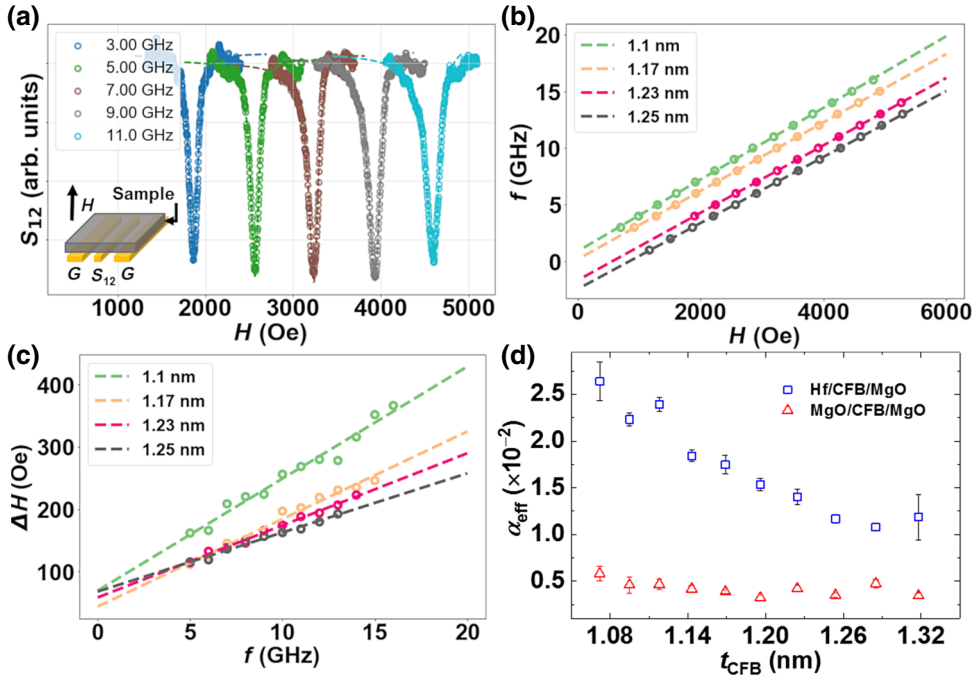 (a)
3.00 GHz
5.00 GHz
7.00 GHz
9.00 GHz
11.0 GHz
S12 (arb. units)
H
Sample
G S12 G
1000 2000 3000 4000 5000
H (Oe)
(b)
1.1 nm
1.17 nm
1.23 nm
1.25 nm
f (GHz)
20
15
10
5
0
0 2000 4000 6000
H (Oe)
(c)
1.1 nm
1.17 nm
1.23 nm
1.25 nm
ΔH (Oe)
400
300
200
100
0 5 10 15 20
f (GHz)
(d)
Hf/CFB/MgO
MgO/CFB/MgO
αeff (×10⁻²)
2.5
2.0
1.5
1.0
0.5
1.08 1.14 1.20 1.26 1.32
tCFB (nm)